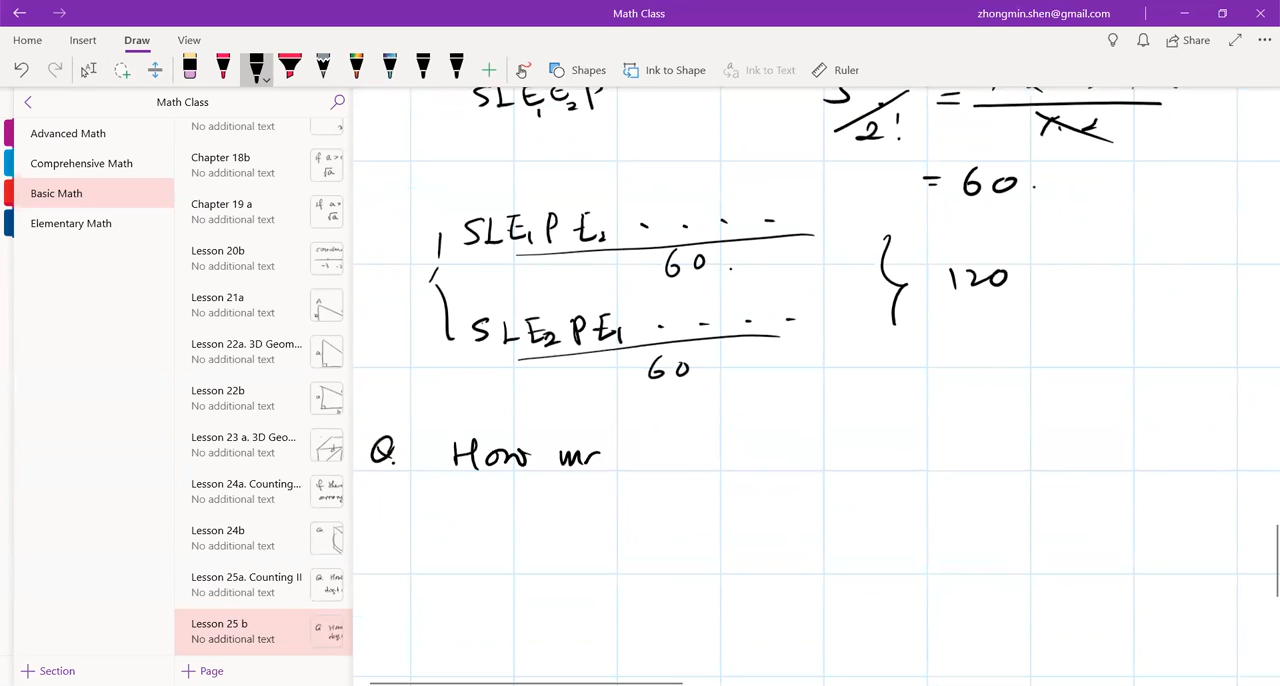 Math Class
zhongmin.shen@gmail.com
Home Insert Draw View
Share
Shapes
Ink to Shape
Ink to Text
Ruler
Math Class
Advanced Math
Comprehensive Math
Basic Math
Elementary Math
Section
No additional text
Chapter 18b
No additional text
Chapter 19 a
No additional text
Lesson 20b
No additional text
Lesson 21a
No additional text
Lesson 22a. 3D Geom...
No additional text
Lesson 22b
No additional text
Lesson 23 a. 3D Geo...
No additional text
Lesson 24a. Counting...
No additional text
Lesson 24b
No additional text
Lesson 25a. Counting II
No additional text
Lesson 25 b
No additional text
Page
SLE₁E₂P
2!
=
= 60.
SLE₁PE₂ . . . .
60.
SLE₂PE₁ . . . .
60
120
Q. How